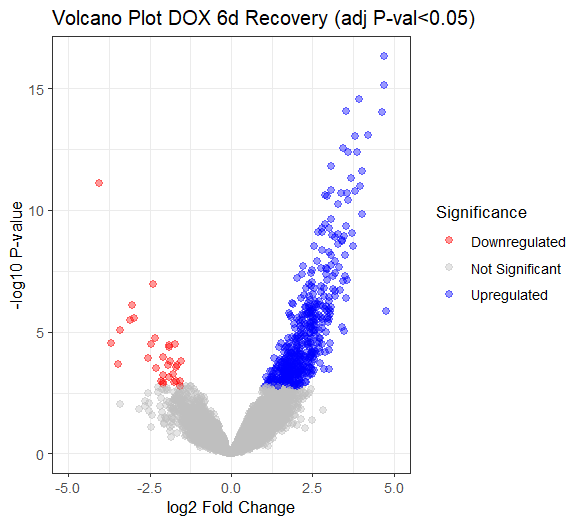 Volcano Plot DOX 6d Recovery (adj P-val<0.05)
15
10
5
0
-log10 P-value
-5.0
-2.5
0.0
2.5
5.0
log2 Fold Change
Significance
Downregulated
Not Significant
Upregulated